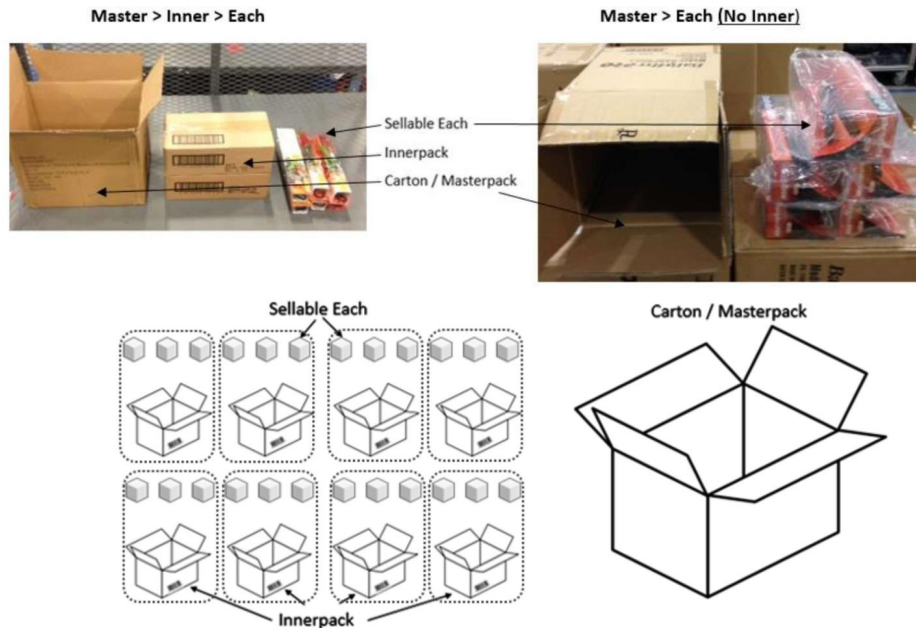 Master > Inner > Each
Master > Each (No Inner)
Sellable Each
Innerpack
Carton / Masterpack
Sellable Each
Carton / Masterpack
Innerpack